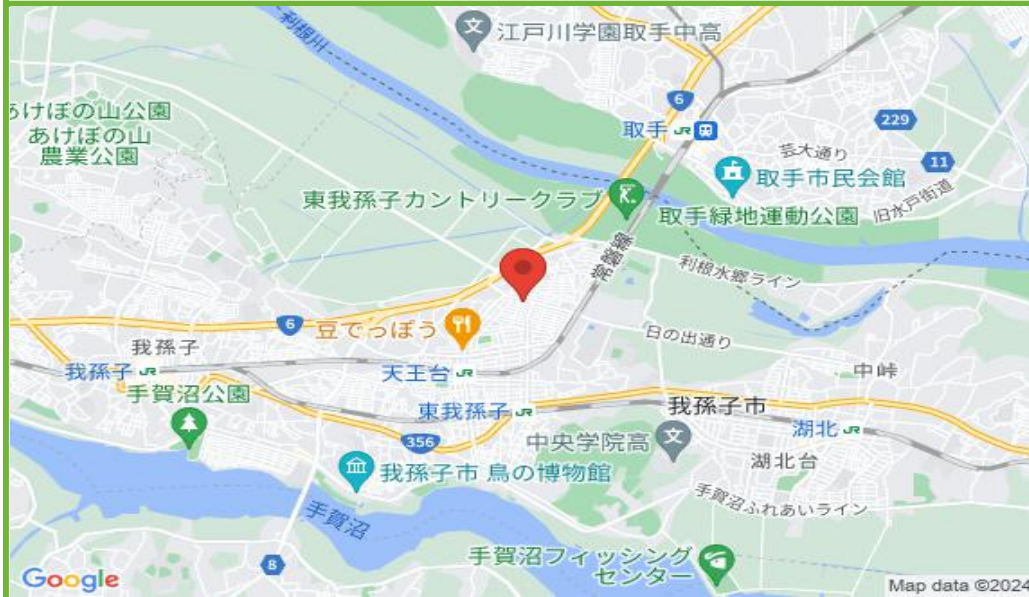 江戸川学園取手中高
利根川
6
あけぼの山公園
あけぼの山
農業公園
取手 JR
229
芸大通り
11
取手市民会館
東我孫子カントリークラブ
取手緑地運動公園
旧水戸街道
常磐線
利根水郷ライン
6
豆でっぽう
日の出通り
我孫子
我孫子 JR
天王台 JR
中峠
手賀沼公園
東我孫子 JR
我孫子市
356
中央学院高
湖北 JR
湖北台
我孫子市 鳥の博物館
手賀沼ふれあいライン
手賀沼
8
手賀沼フィッシング
センター
Google
Map data ©2024